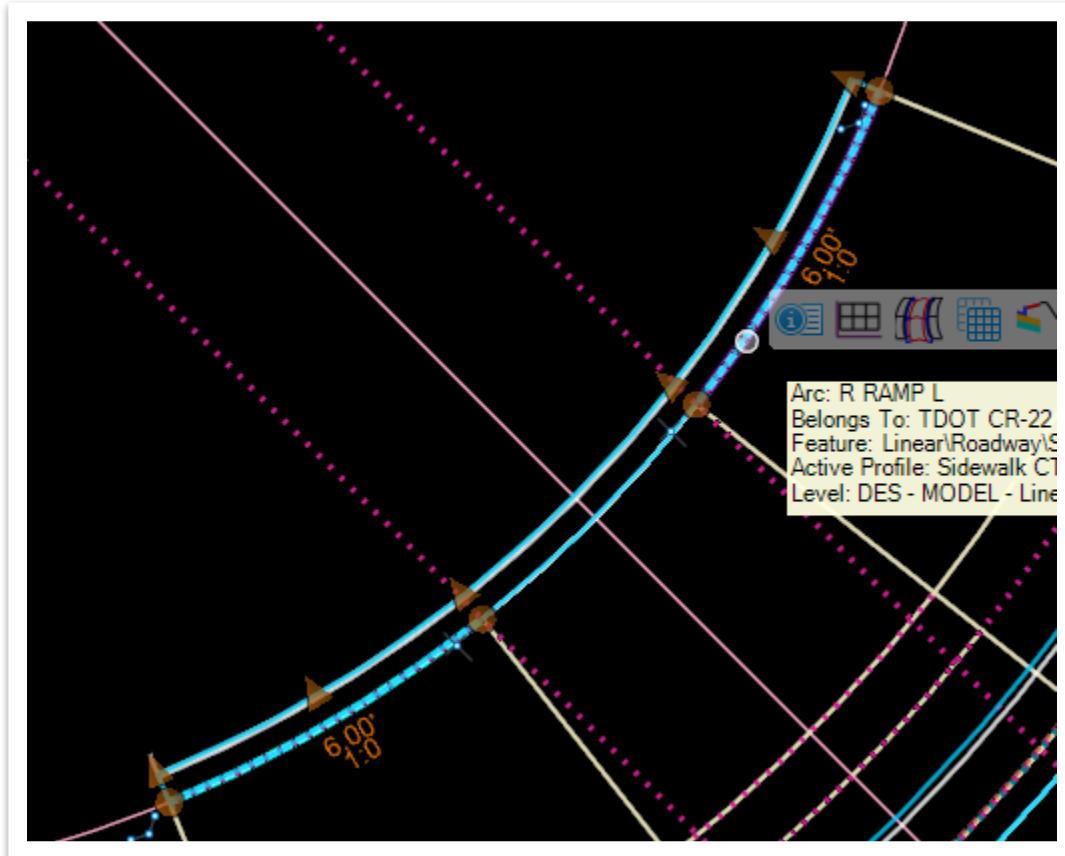 6.00'
1:0
Arc: R RAMP L
Belongs To: TDOT CR-22
Feature: Linear\Roadway\S
Active Profile: Sidewalk CT
Level: DES - MODEL - Line
6.00'
1:0